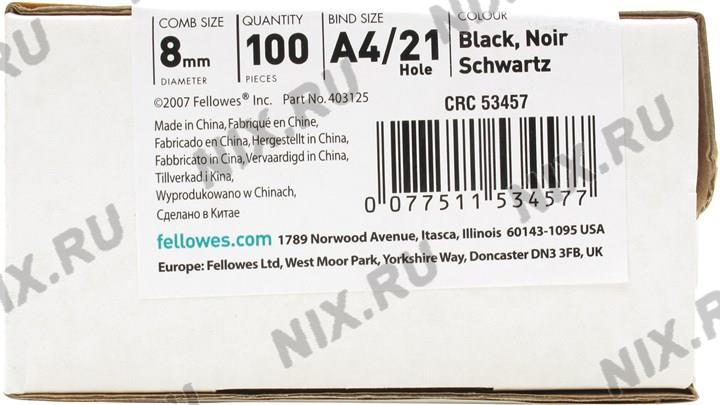 COMB SIZE
8mm
DIAMETER
QUANTITY
100
PIECES
BIND SIZE
A4/21
Hole
COLOUR
Black, Noir
Schwartz
©2007 Fellowes® Inc. Part No. 403125
Made in China, Fabriqué en Chine,
Fabricado en China, Hergestellt in China,
Fabbricato in Cina, Vervaardigd in China,
Tillverkad i Kina,
Wyprodukowano w Chinach,
Сделано в Китае
CRC 53457
0 077511 534577
fellowes.com 1789 Norwood Avenue, Itasca, Illinois 60143-1095 USA
Europe: Fellowes Ltd, West Moor Park, Yorkshire Way, Doncaster DN3 3FB, UK
NIX.RU
NIX.RU
NIX.RU
NIX.RU
NIX.RU
NIX.RU